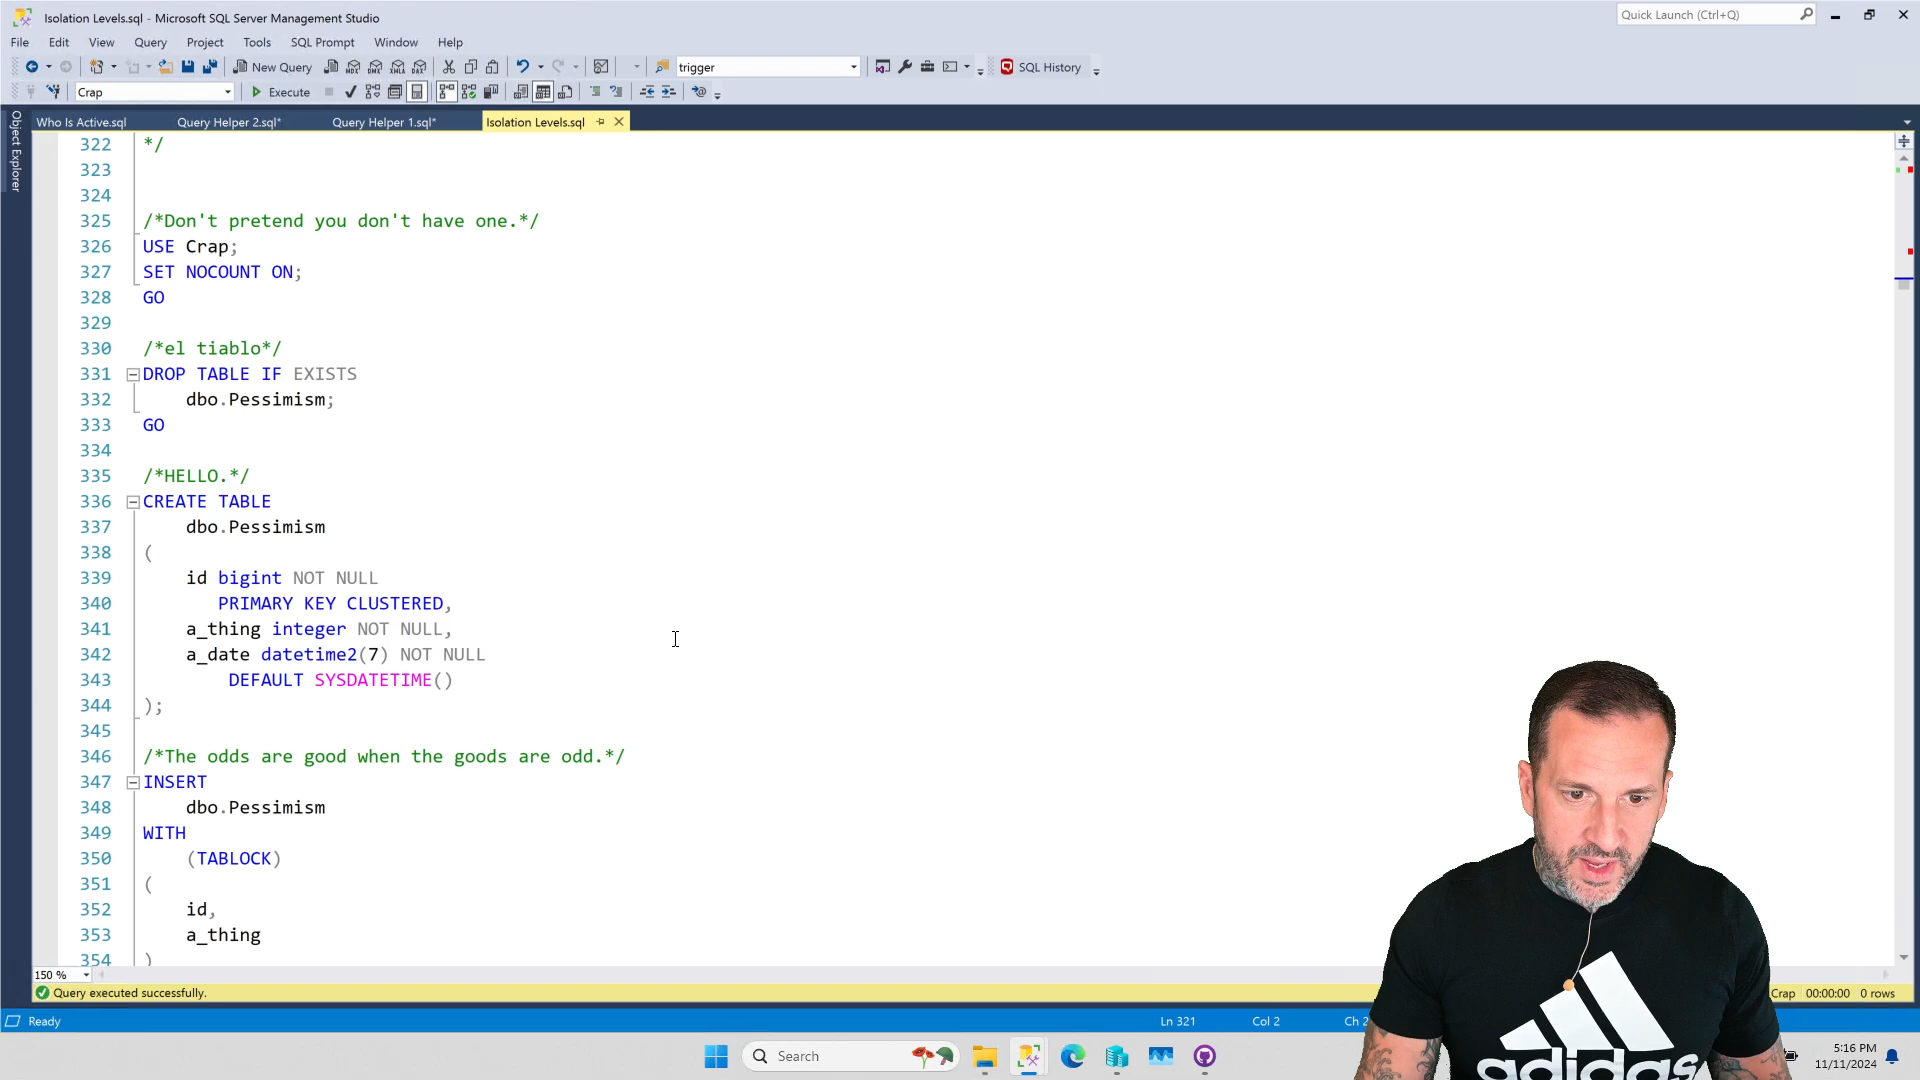 Isolation Levels.sql - Microsoft SQL Server Management Studio
Quick Launch (Ctrl+Q)
File Edit View Query Project Tools SQL Prompt Window Help
New Query MDX DMX XMLA DAX trigger SQL History
Crap Execute
Who Is Active.sql Query Helper 2.sql* Query Helper 1.sql* Isolation Levels.sql
Object Explorer
322 */
323
324
325 /*Don't pretend you don't have one.*/
326 USE Crap;
327 SET NOCOUNT ON;
328 GO
329
330 /*el tiablo*/
331 DROP TABLE IF EXISTS
332 dbo.Pessimism;
333 GO
334
335 /*HELLO.*/
336 CREATE TABLE
337 dbo.Pessimism
338 (
339 id bigint NOT NULL
340 PRIMARY KEY CLUSTERED,
341 a_thing integer NOT NULL,
342 a_date datetime2(7) NOT NULL
343 DEFAULT SYSDATETIME()
344 );
345
346 /*The odds are good when the goods are odd.*/
347 INSERT
348 dbo.Pessimism
349 WITH
350 (TABLOCK)
351 (
352 id,
353 a_thing
354 )
150 %
Query executed successfully. Crap 00:00:00 0 rows
Ready Ln 321 Col 2 Ch 2
Search
5:16 PM
11/11/2024
adidas